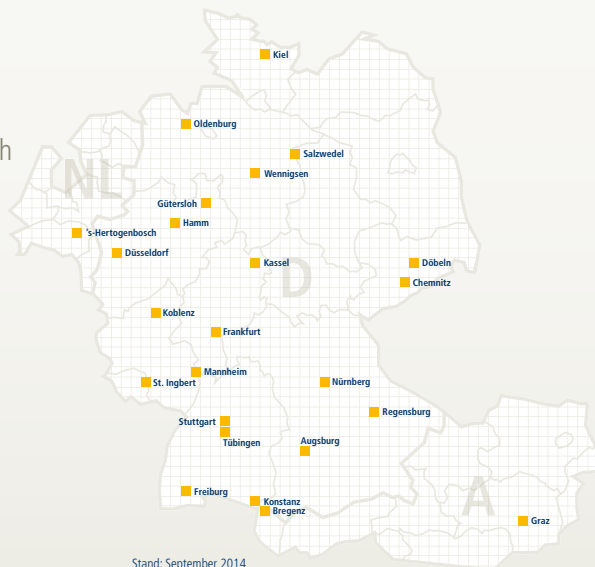 Kiel
Oldenburg
h
Salzwedel
NL
Wennigsen
Gütersloh
Hamm
's-Hertogenbosch
Düsseldorf
Kassel
D
Döbeln
Chemnitz
Koblenz
Frankfurt
Mannheim
St. Ingbert
Nürnberg
Regensburg
Stuttgart
Tübingen
Augsburg
Freiburg
A
Konstanz
Bregenz
Graz
Stand: September 2014